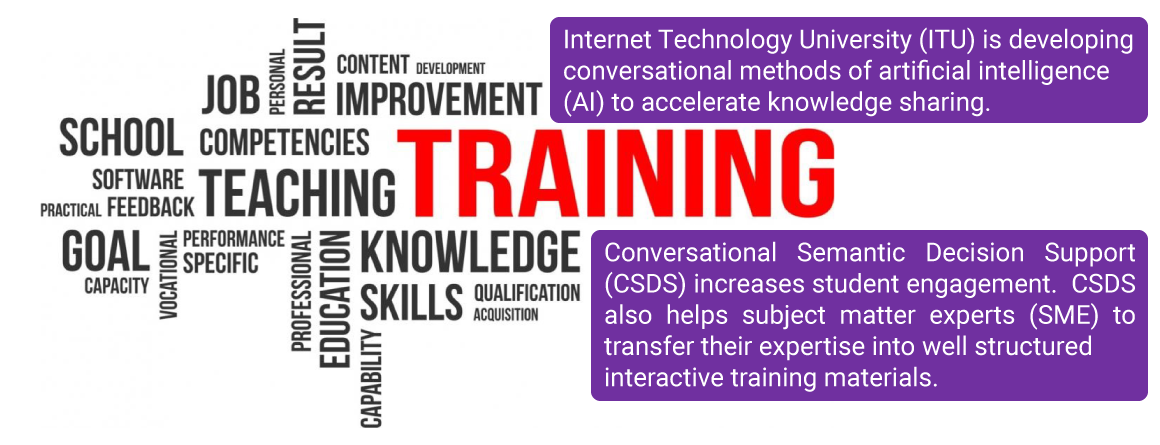 Internet Technology University (ITU) is developing
conversational methods of artificial intelligence
(AI) to accelerate knowledge sharing.
RESULT
PERSONAL
JOB
CONTENT DEVELOPMENT
IMPROVEMENT
SCHOOL COMPETENCIES
TRAINING
SOFTWARE
TEACHING
PRACTICAL FEEDBACK
GOAL
CAPACITY
VOCATIONAL
PERFORMANCE
SPECIFIC
PROFESSIONAL
EDUCATION
KNOWLEDGE
SKILLS
QUALIFICATION
ACQUISITION
CAPABILITY
Conversational Semantic Decision Support
(CSDS) increases student engagement. CSDS
also helps subject matter experts (SME) to
transfer their expertise into well structured
interactive training materials.